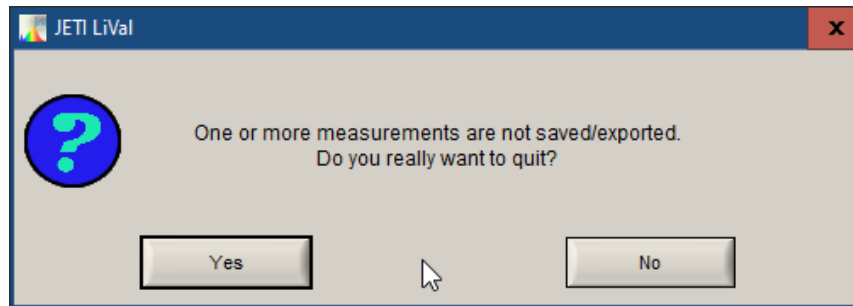 JETI LiVal
One or more measurements are not saved/exported.
Do you really want to quit?
Yes
No